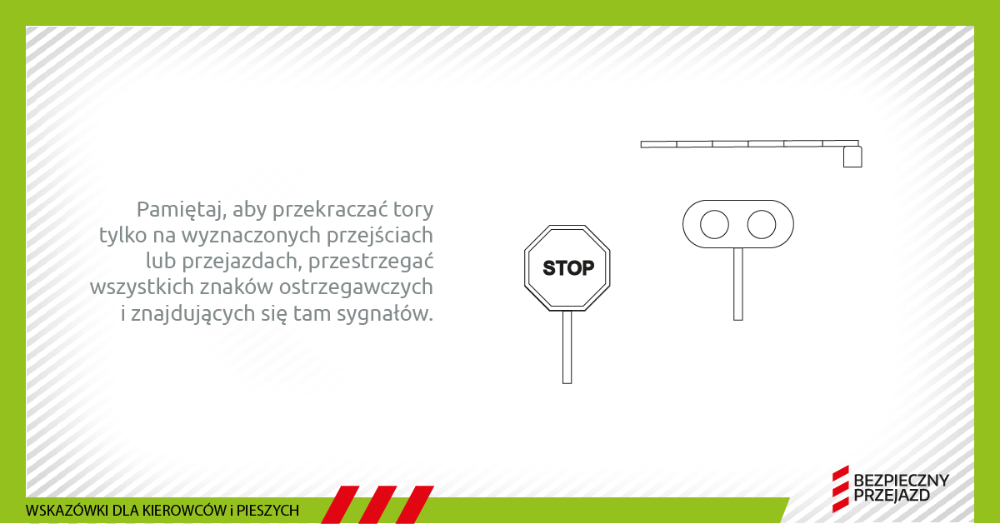 Pamiętaj, aby przekraczać tory
tylko na wyznaczonych przejściach
lub przejazdach, przestrzegać
wszystkich znaków ostrzegawczych
i znajdujących się tam sygnałów.
STOP
WSKAZÓWKI DLA KIEROWCÓW i PIESZYCH
BEZPIECZNY
PRZEJAZD